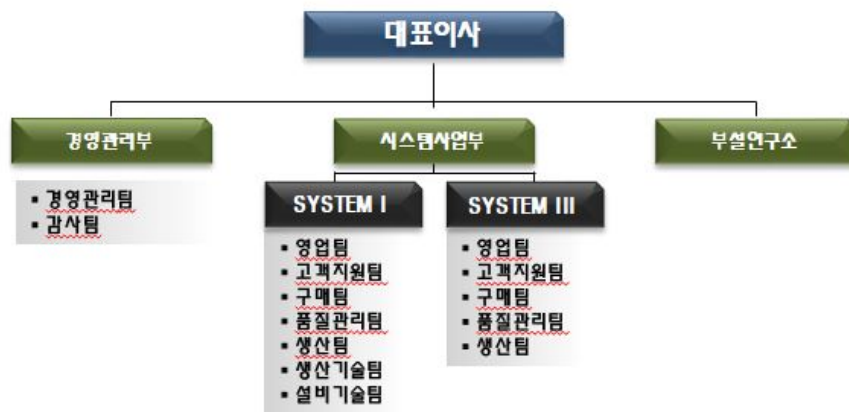 대표이사
경영관리부
시스템사업부
부설연구소
▪ 경영관리팀
▪ 감사팀
SYSTEM I
▪ 영업팀
▪ 고객지원팀
▪ 구매팀
▪ 품질관리팀
▪ 생산팀
▪ 생산기술팀
▪ 설비기술팀
SYSTEM III
▪ 영업팀
▪ 고객지원팀
▪ 구매팀
▪ 품질관리팀
▪ 생산팀